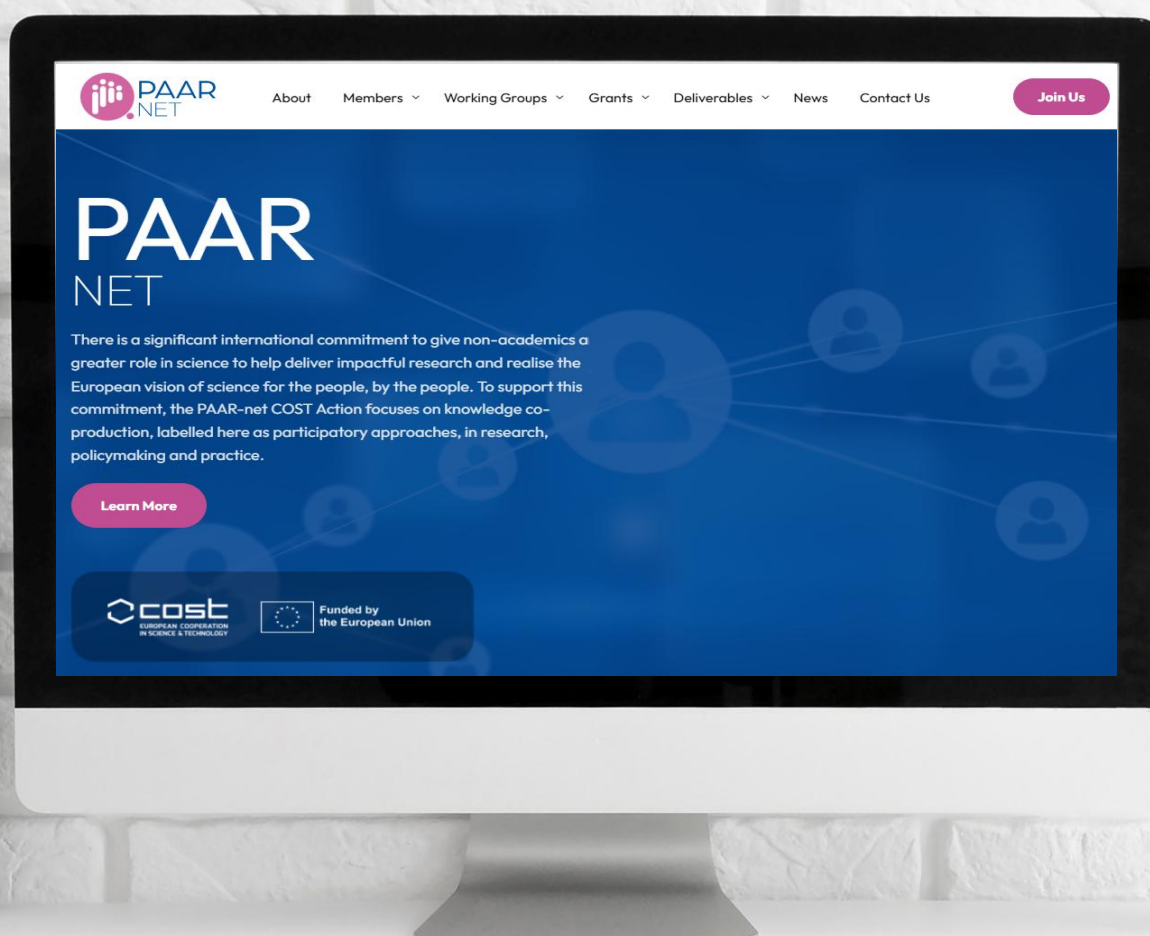 PAAR
NET
About Members Working Groups Grants Deliverables News Contact Us Join Us
PAAR
NET
There is a significant international commitment to give non-academics a
greater role in science to help deliver impactful research and realise the
European vision of science for the people, by the people. To support this
commitment, the PAAR-net COST Action focuses on knowledge co-
production, labelled here as participatory approaches, in research,
policymaking and practice.
Learn More
cost
EUROPEAN COOPERATION
IN SCIENCE & TECHNOLOGY
Funded by
the European Union